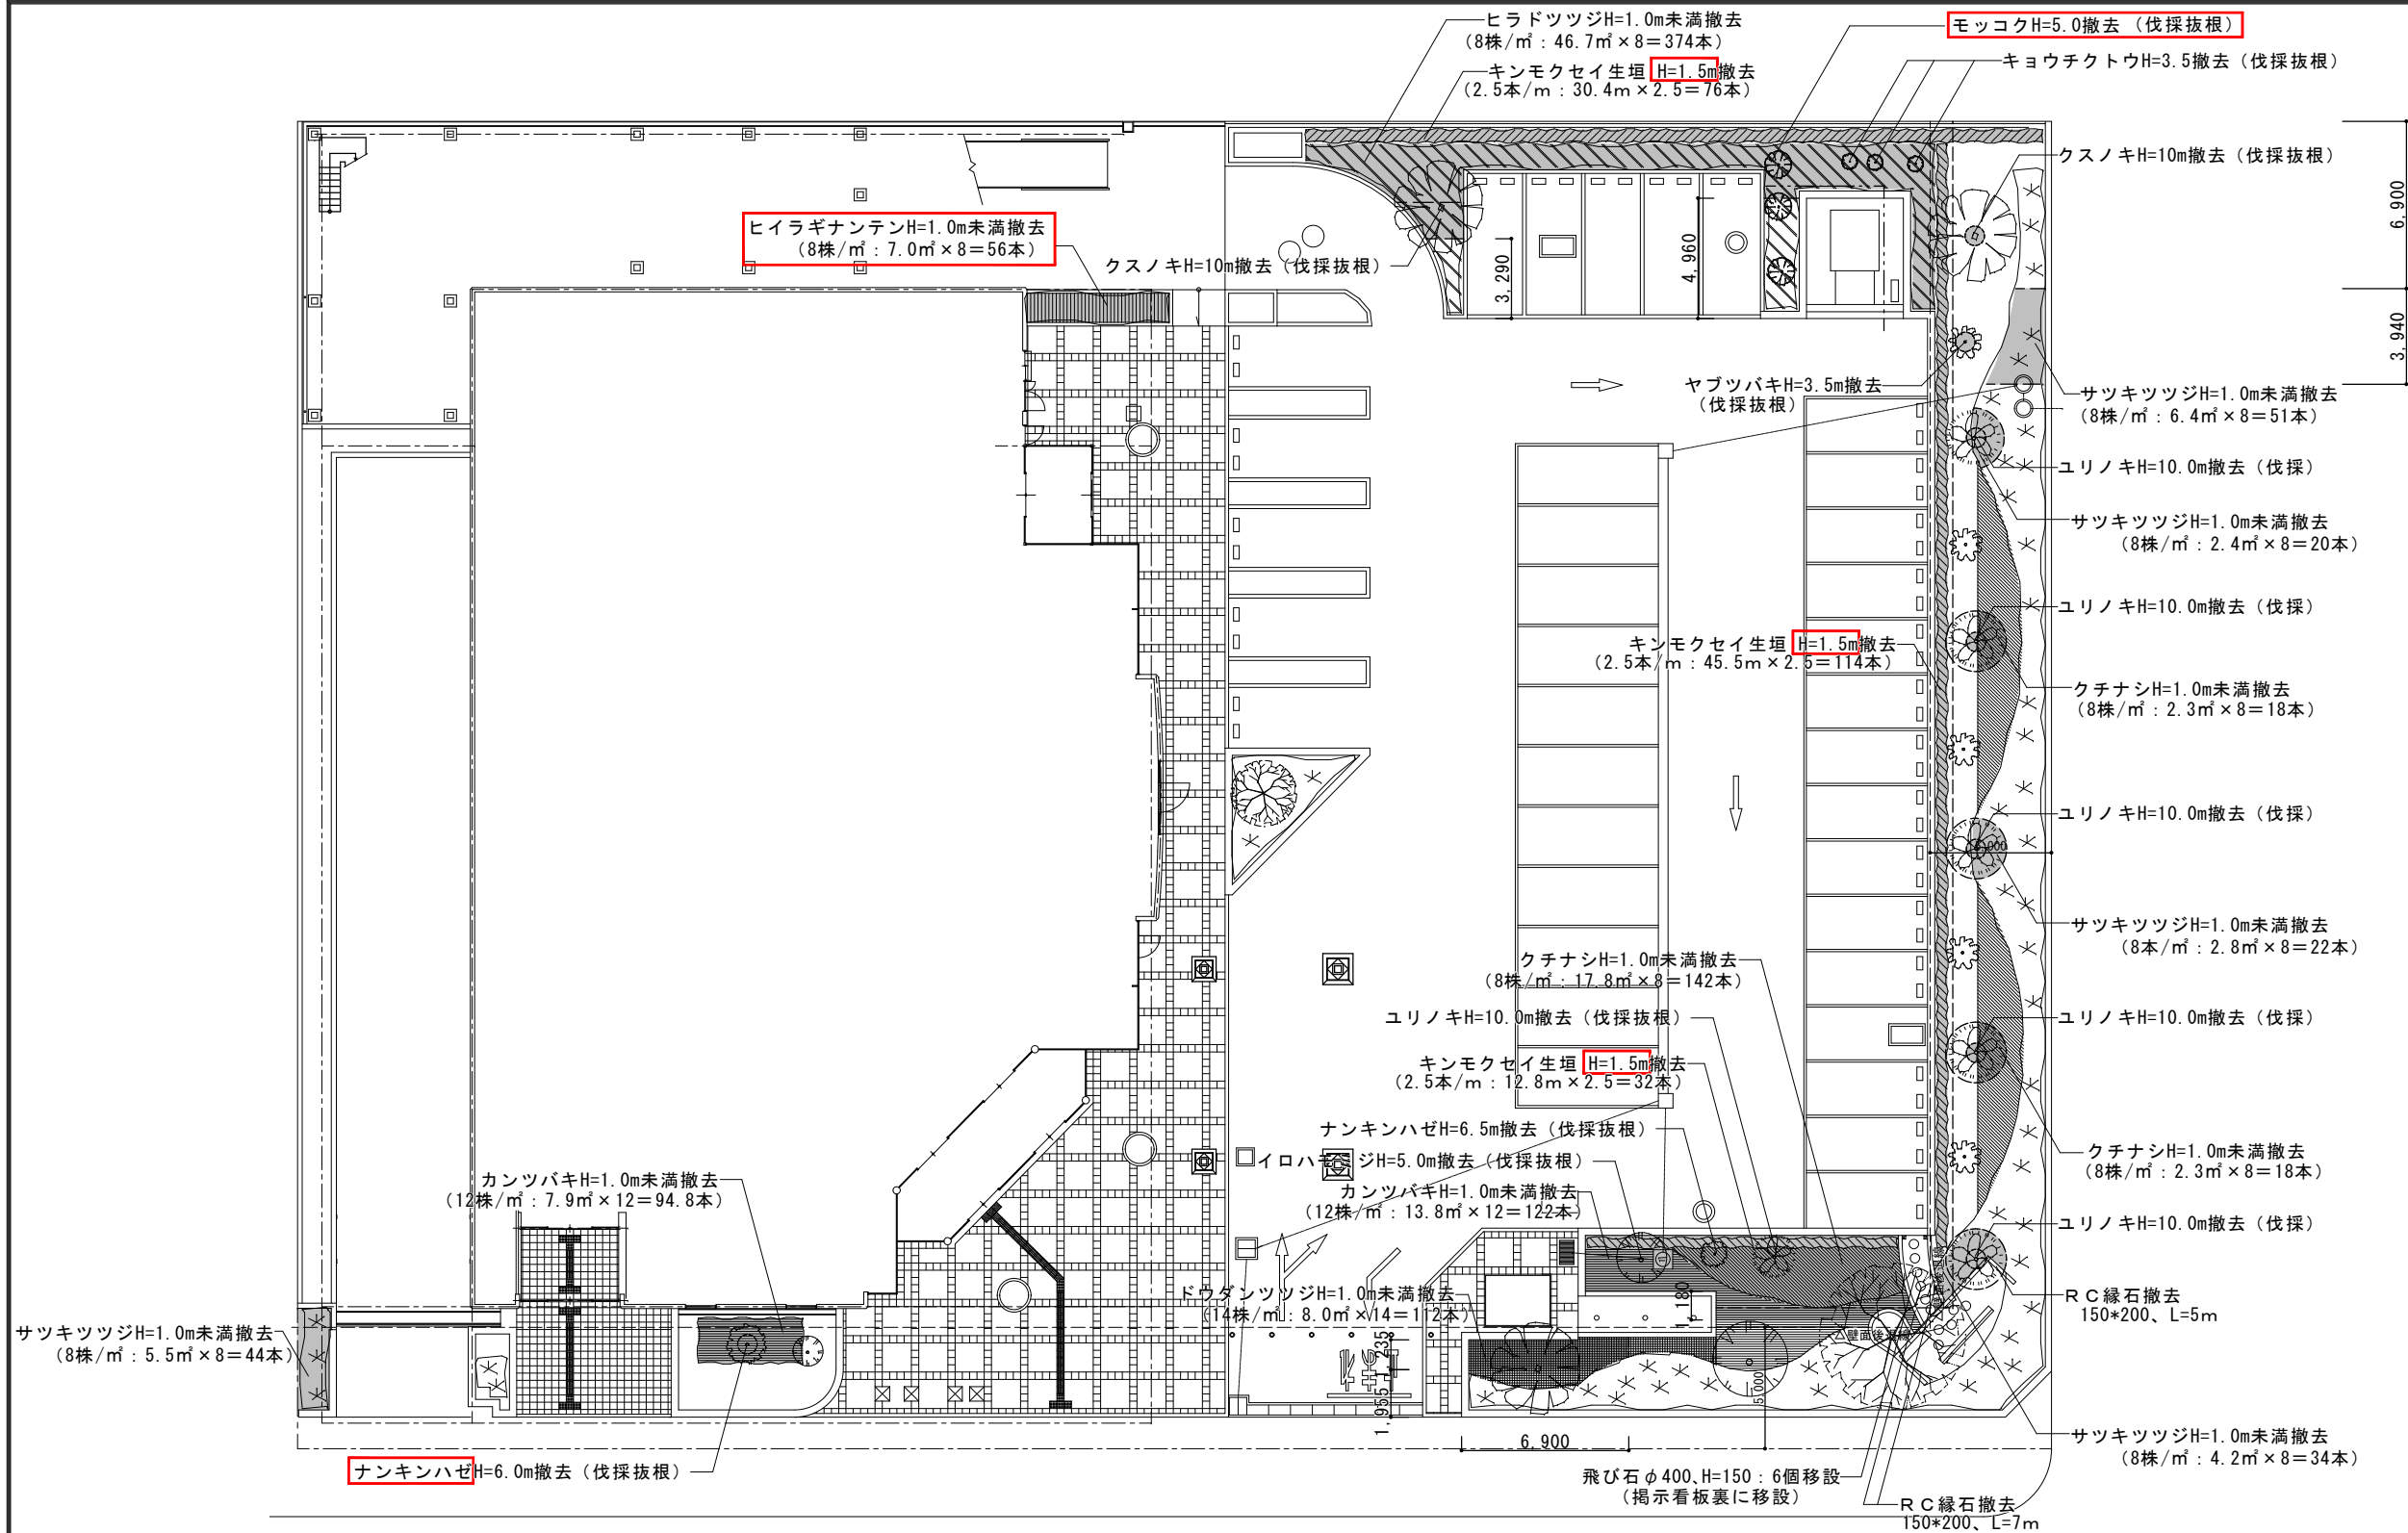 ヒラドツツジH=1.0m未満撤去
(8株/㎡：46.7㎡×8＝374本)
キンモクセイ生垣 H=1.5m撤去
(2.5本/m：30.4m×2.5＝76本)
モッコクH=5.0撤去（伐採抜根）
キョウチクトウH=3.5撤去（伐採抜根）
クスノキH=10m撤去（伐採抜根）
ヒイラギナンテンH=1.0m未満撤去
(8株/㎡：7.0㎡×8＝56本)
クスノキH=10m撤去（伐採抜根）
3,290
4,960
6,900
3,940
ヤブツバキH=3.5m撤去
（伐採抜根）
サツキツツジH=1.0m未満撤去
(8株/㎡：6.4㎡×8＝51本)
ユリノキH=10.0m撤去（伐採）
サツキツツジH=1.0m未満撤去
(8株/㎡：2.4㎡×8＝20本)
ユリノキH=10.0m撤去（伐採）
キンモクセイ生垣 H=1.5m撤去
(2.5本/m：45.5m×2.5＝114本)
クチナシH=1.0m未満撤去
(8株/㎡：2.3㎡×8＝18本)
ユリノキH=10.0m撤去（伐採）
サツキツツジH=1.0m未満撤去
(8本/㎡：2.8㎡×8＝22本)
クチナシH=1.0m未満撤去
(8株/㎡：17.8㎡×8＝142本)
ユリノキH=10.0m撤去（伐採抜根）
ユリノキH=10.0m撤去（伐採）
キンモクセイ生垣 H=1.5m撤去
(2.5本/m：12.8m×2.5＝32本)
ナンキンハゼH=6.5m撤去（伐採抜根）
イロハモミジH=5.0m撤去（伐採抜根）
クチナシH=1.0m未満撤去
(8株/㎡：2.3㎡×8＝18本)
カンツバキH=1.0m未満撤去
(12株/㎡：7.9㎡×12＝94.8本)
カンツバキH=1.0m未満撤去
(12株/㎡：13.8㎡×12＝122本)
ユリノキH=10.0m撤去（伐採）
ドウダンツツジH=1.0m未満撤去
(14株/㎡：8.0㎡×14＝112本)
1,180
ＲＣ縁石撤去
150*200、L=5m
サツキツツジH=1.0m未満撤去
(8株/㎡：5.5㎡×8＝44本)
△壁面後退線
1,235
1,955
5,000
6,900
サツキツツジH=1.0m未満撤去
(8株/㎡：4.2㎡×8＝34本)
ナンキンハゼH=6.0m撤去（伐採抜根）
飛び石φ400、H=150：6個移設
（掲示看板裏に移設）
ＲＣ縁石撤去
150*200、L=7m